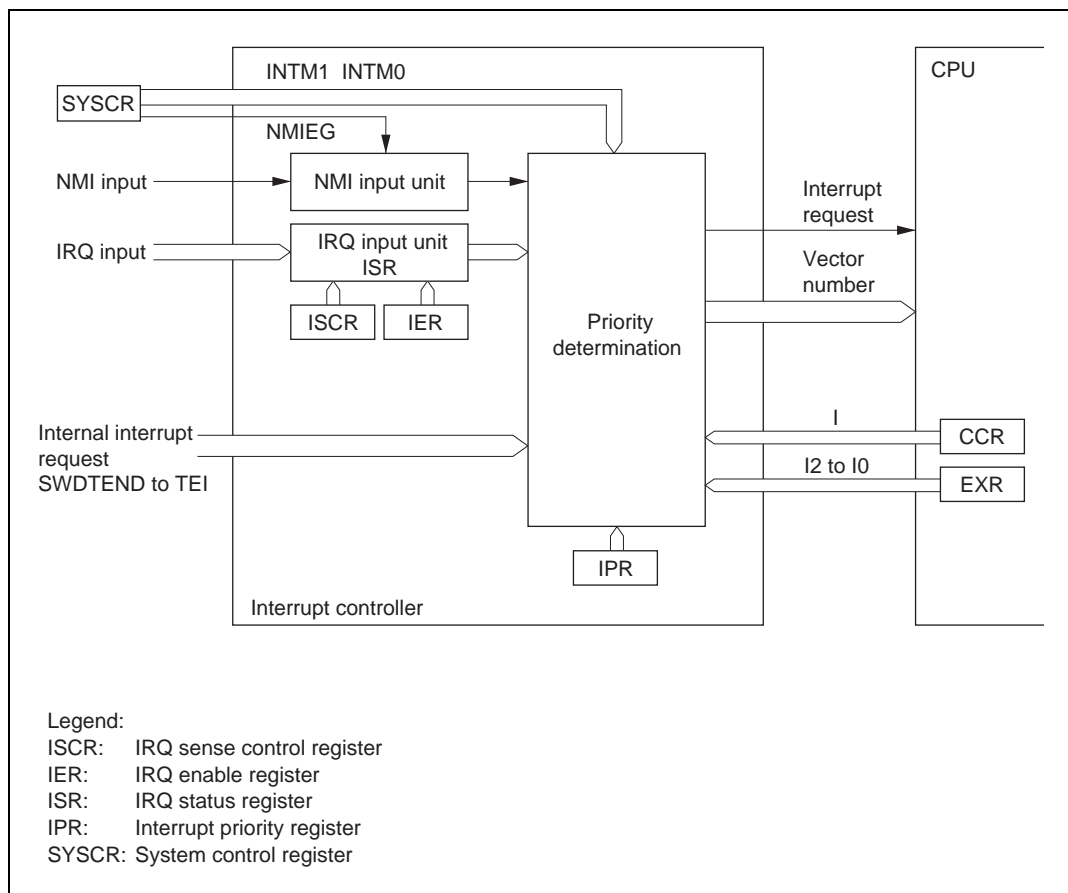 INTM1 INTM0
CPU
SYSCR
NMIEG
NMI input
NMI input unit
Interrupt
request
IRQ input
IRQ input unit
ISR
Vector
number
ISCR
IER
Priority
determination
Internal interrupt
request
SWDTEND to TEI
I
CCR
I2 to I0
EXR
IPR
Interrupt controller
Legend:
ISCR: IRQ sense control register
IER: IRQ enable register
ISR: IRQ status register
IPR: Interrupt priority register
SYSCR: System control register